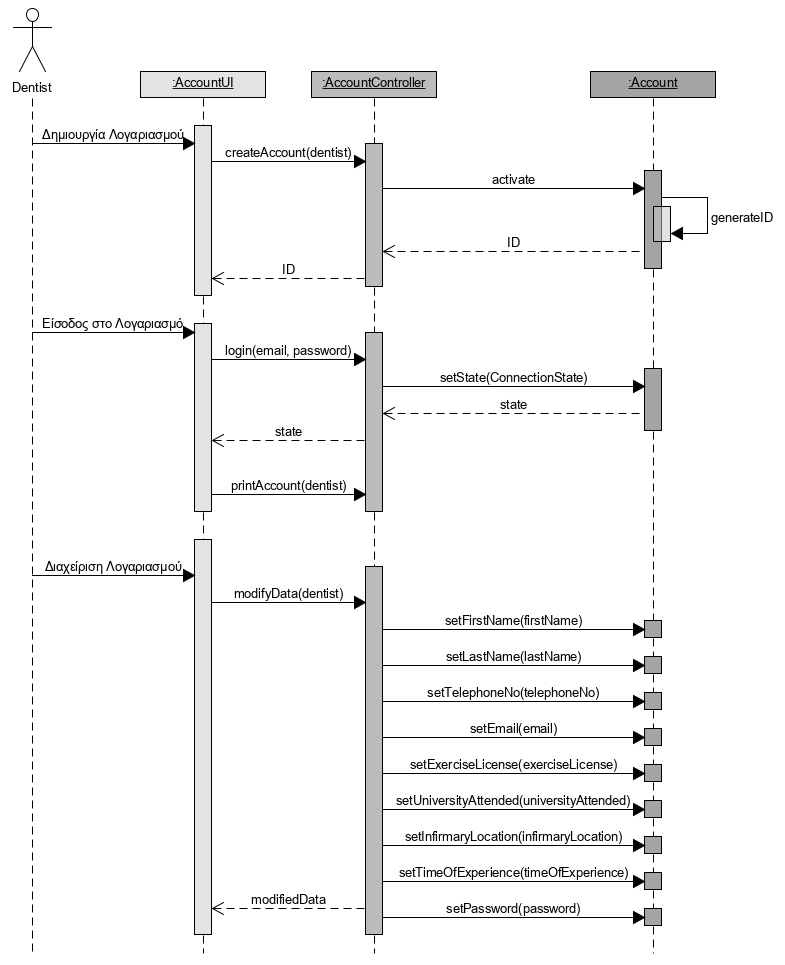 Dentist
:AccountUI
:AccountController
:Account
Δημιουργία Λογαριασμού
createAccount(dentist)
activate
generateID
ID
ID
Είσοδος στο Λογαριασμό
login(email, password)
setState(ConnectionState)
state
state
printAccount(dentist)
Διαχείριση Λογαριασμού
modifyData(dentist)
setFirstName(firstName)
setLastName(lastName)
setTelephoneNo(telephoneNo)
setEmail(email)
setExerciseLicense(exerciseLicense)
setUniversityAttended(universityAttended)
setInfirmaryLocation(infirmaryLocation)
setTimeOfExperience(timeOfExperience)
modifiedData
setPassword(password)